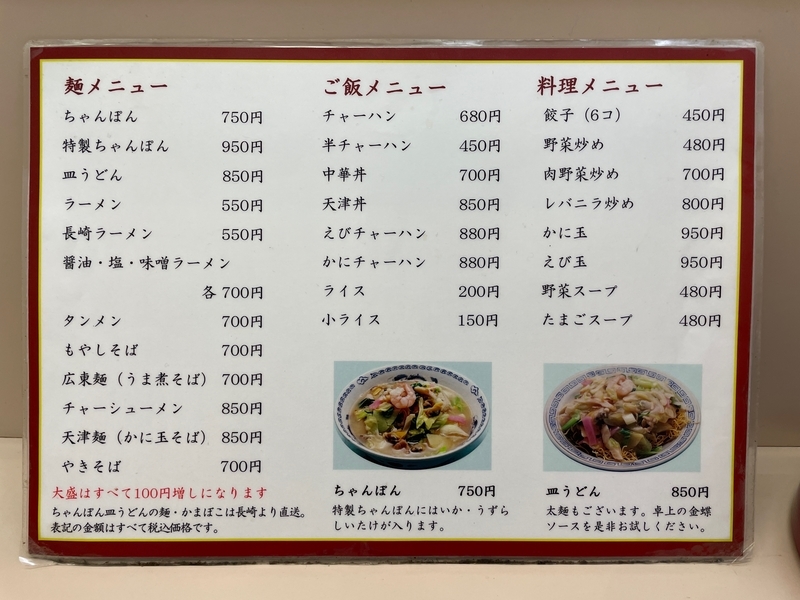 麺メニュー
ちゃんぽん 750円
特製ちゃんぽん 950円
皿うどん 850円
ラーメン 550円
長崎ラーメン 550円
醤油・塩・味噌ラーメン
各 700円
タンメン 700円
もやしそば 700円
広東麺（うま煮そば） 700円
チャーシューメン 850円
天津麺（かに玉そば） 850円
やきそば 700円
大盛はすべて100円増しになります
ちゃんぽん皿うどんの麺・かまぼこは長崎より直送。
表記の金額はすべて税込価格です。
ご飯メニュー
チャーハン 680円
半チャーハン 450円
中華丼 700円
天津丼 850円
えびチャーハン 880円
かにチャーハン 880円
ライス 200円
小ライス 150円
ちゃんぽん 750円
特製ちゃんぽんにはいか・うずら
しいたけが入ります。
料理メニュー
餃子（6コ） 450円
野菜炒め 480円
肉野菜炒め 700円
レバニラ炒め 800円
かに玉 950円
えび玉 950円
野菜スープ 480円
たまごスープ 480円
皿うどん 850円
太麺もございます。卓上の金蝶
ソースを是非お試しください。